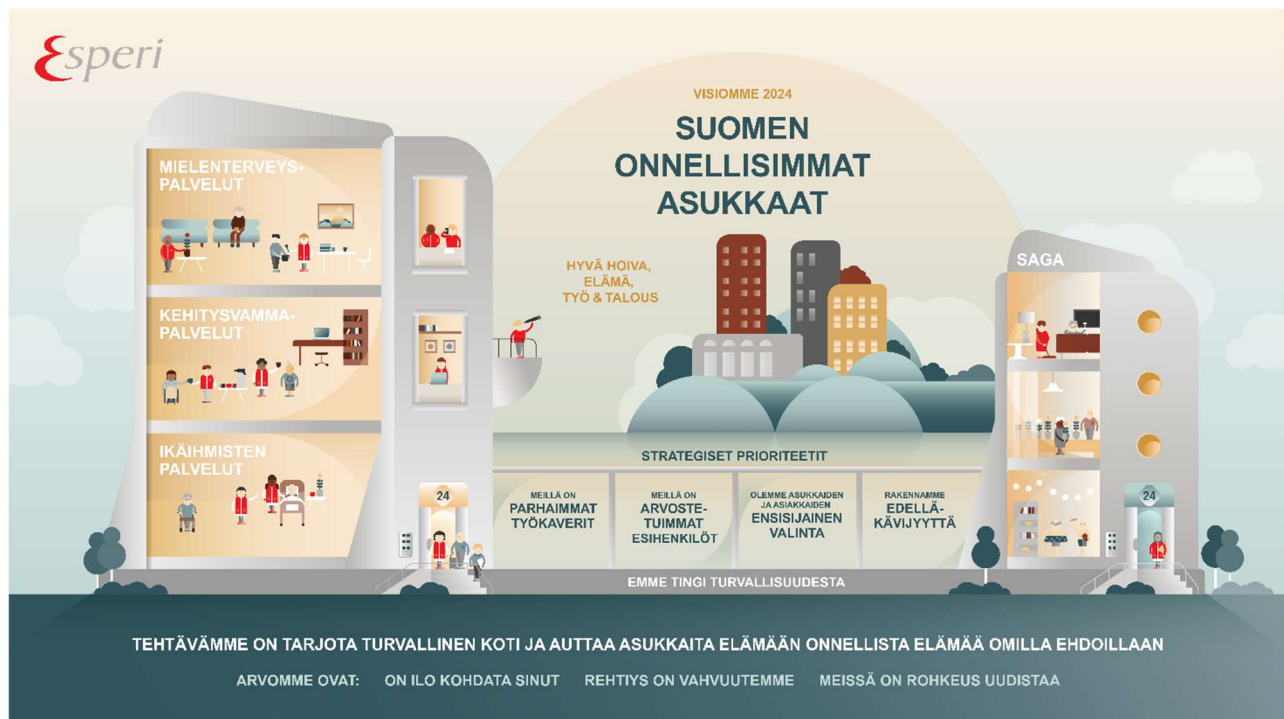 Esperi
VISIOMME 2024
SUOMEN
ONNELLISIMMAT
ASUKKAAT
HYVÄ HOIVA,
ELÄMÄ,
TYÖ & TALOUS
MIELENTERVEYS-
PALVELUT
KEHITYSVAMMA-
PALVELUT
IKÄIHMISTEN
PALVELUT
24
SAGA
24
STRATEGISET PRIORITEETIT
MEILLÄ ON
PARHAIMMAT
TYÖKAVERIT
MEILLÄ ON
ARVOSTE-
TUIMMAT
ESIHENKILÖT
OLEMME ASUKKAIDEN
JA ASIAKKAIDEN
ENSISIJAINEN
VALINTA
RAKENNAMME
EDELLÄ-
KÄVIJYYTTÄ
EMME TINGI TURVALLISUUDESTA
TEHTÄVÄMME ON TARJOTA TURVALLINEN KOTI JA AUTTAA ASUKKAITA ELÄMÄÄN ONNELLISTA ELÄMÄÄ OMILLA EHDOILLAAN
ARVOMME OVAT: ON ILO KOHDATA SINUT REHTIYS ON VAHVUUTEMME MEISSÄ ON ROHKEUS UUDISTAA